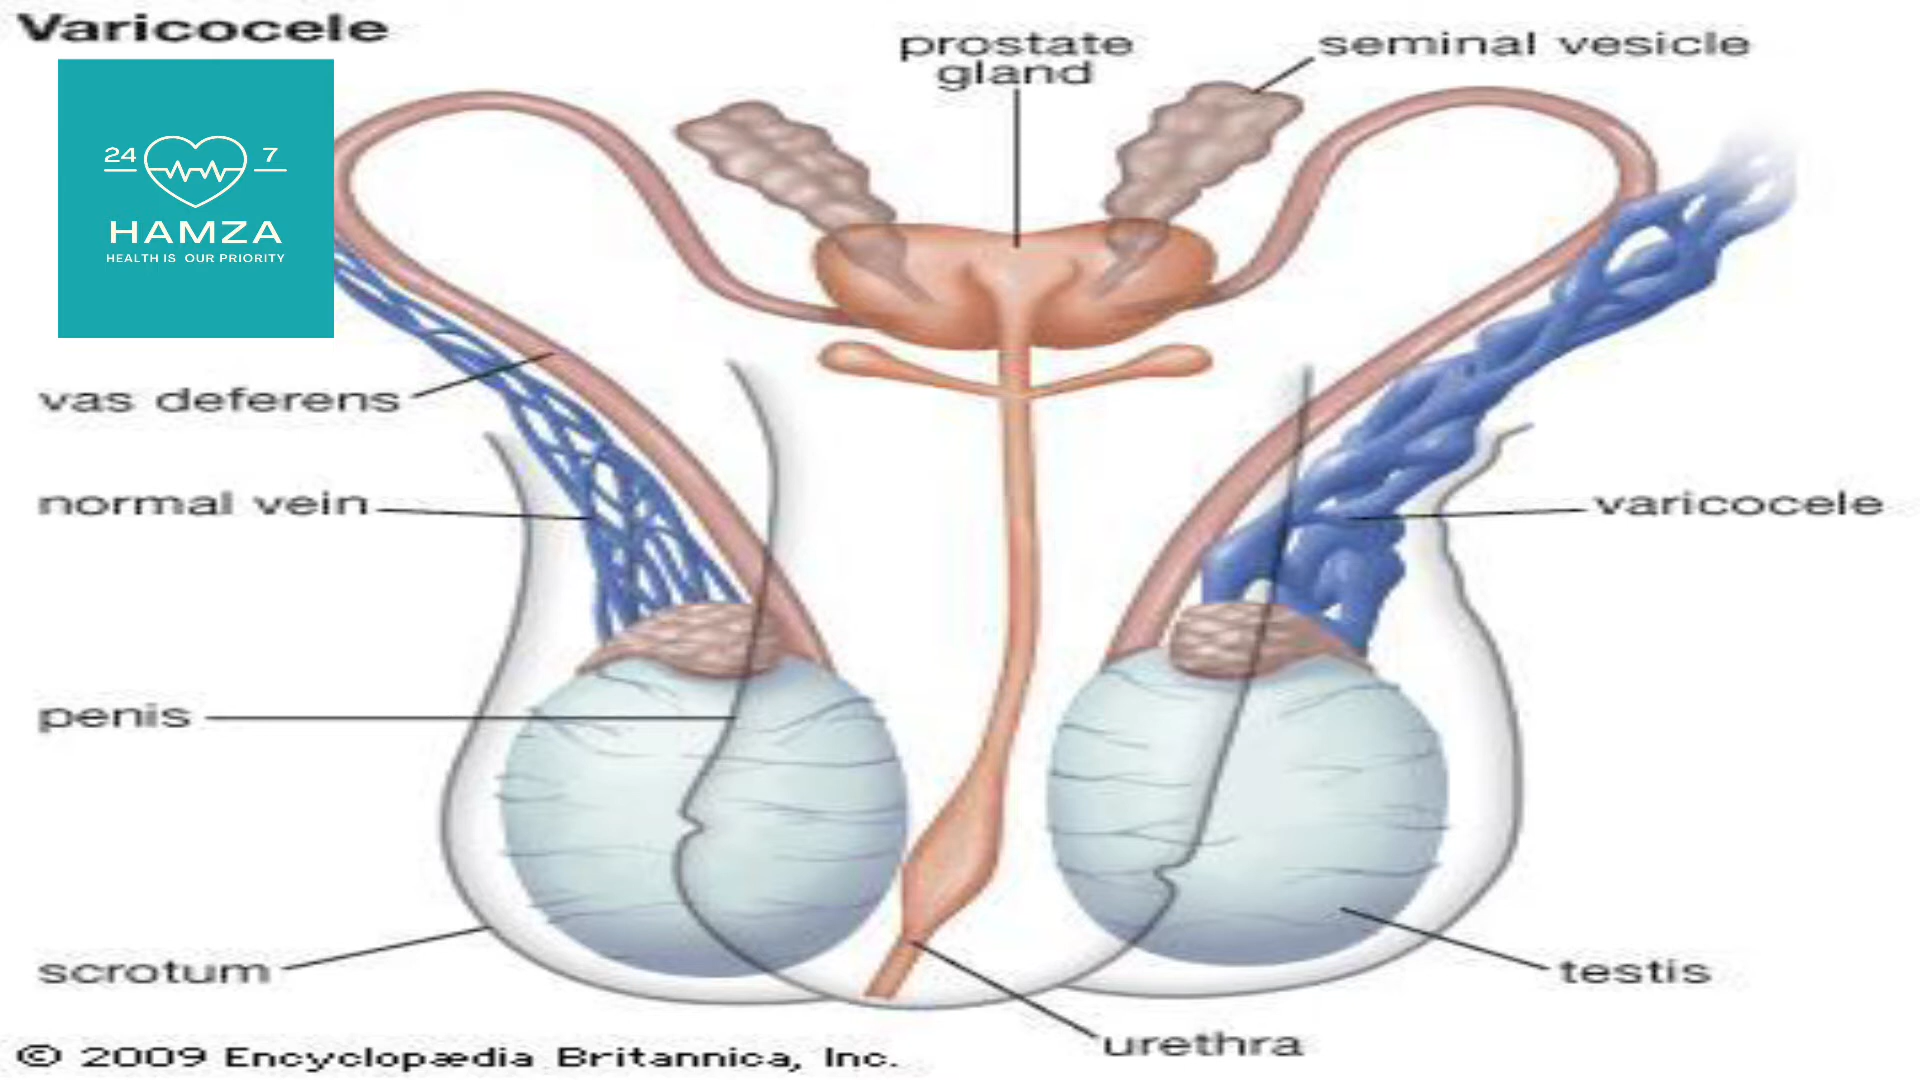 Varicocele
prostate
gland
seminal vesicle
24
7
HAMZA
HEALTH IS OUR PRIORITY
vas deferens
normal vein
varicocele
penis
scrotum
testis
urethra
© 2009 Encyclopædia Britannica, Inc.